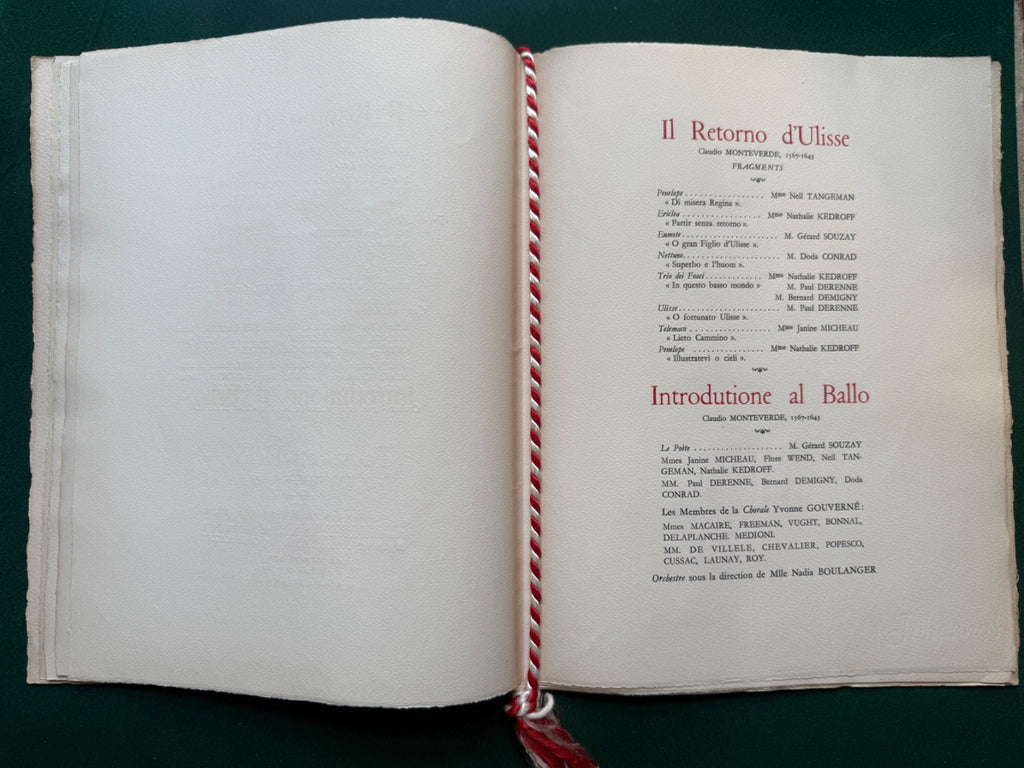 Il Retorno d'Ulisse
Claudio MONTEVERDE, 1567-1643
FRAGMENTS
Penelope . . . . . . . . . . . . . . . . . . Mme Nell TANGEMAN
« Di misera Regina ».
Ericlea . . . . . . . . . . . . . . . . . . Mme Nathalie KEDROFF
« Partir senza retorno ».
Eumete . . . . . . . . . . . . . . . . . . . . . M. Gérard SOUZAY
« O gran Figlio d'Ulisse ».
Nettuno. . . . . . . . . . . . . . . . . . . . . M. Doda CONRAD
« Superbo e l'huom ».
Trio dei Feaci. . . . . . . . . . . . . Mme Nathalie KEDROFF
« In questo basso mondo » M. Paul DERENNE
M. Bernard DEMIGNY
Ulisse. . . . . . . . . . . . . . . . . . . . . . . M. Paul DERENNE
« O fortunato Ulisse ».
Telemaco . . . . . . . . . . . . . . . . . Mme Janine MICHEAU
« Lieto Cammino ».
Penelope . . . . . . . . . . . . . . . Mme Nathalie KEDROFF
« Illustratevi o cieli ».
Introdutione al Ballo
Claudio MONTEVERDE, 1567-1643
Le Poète . . . . . . . . . . . . . . . . . . . . . M. Gérard SOUZAY
Mmes Janine MICHEAU, Flore WEND, Nell TAN-
GEMAN, Nathalie KEDROFF.
MM. Paul DERENNE, Bernard DEMIGNY, Doda
CONRAD.
Les Membres de la Chorale Yvonne GOUVERNÉ :
Mmes MACAIRE, FREEMAN, VUGHT, BONNAL,
DELAPLANCHE. MEDIONI.
MM. DE VILLELE, CHEVALIER, POPESCO,
CUSSAC, LAUNAY, ROY.
Orchestre sous la direction de Mlle Nadia BOULANGER